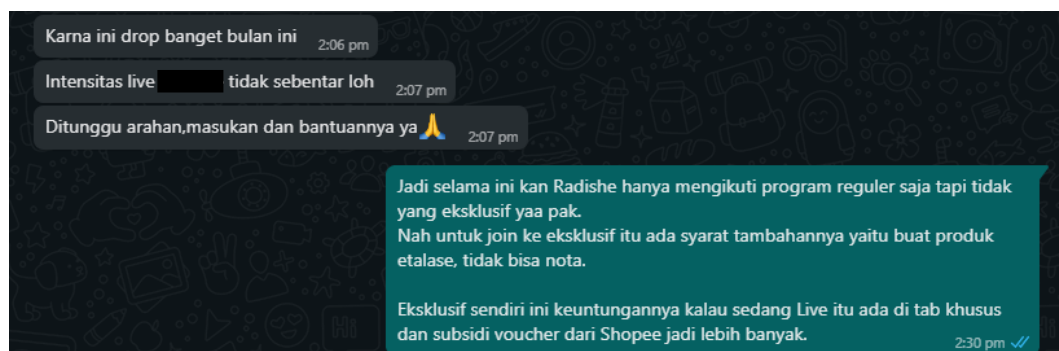 Karna ini drop banget bulan ini 2:06 pm
Intensitas live tidak sebentar loh 2:07 pm
Ditunggu arahan,masukan dan bantuannya ya🙏 2:07 pm
Jadi selama ini kan Radishe hanya mengikuti program reguler saja tapi tidak
yang eksklusif yaa pak.
Nah untuk join ke eksklusif itu ada syarat tambahannya yaitu buat produk
etalase, tidak bisa nota.
Eksklusif sendiri ini keuntungannya kalau sedang Live itu ada di tab khusus
dan subsidi voucher dari Shopee jadi lebih banyak. 2:30 pm